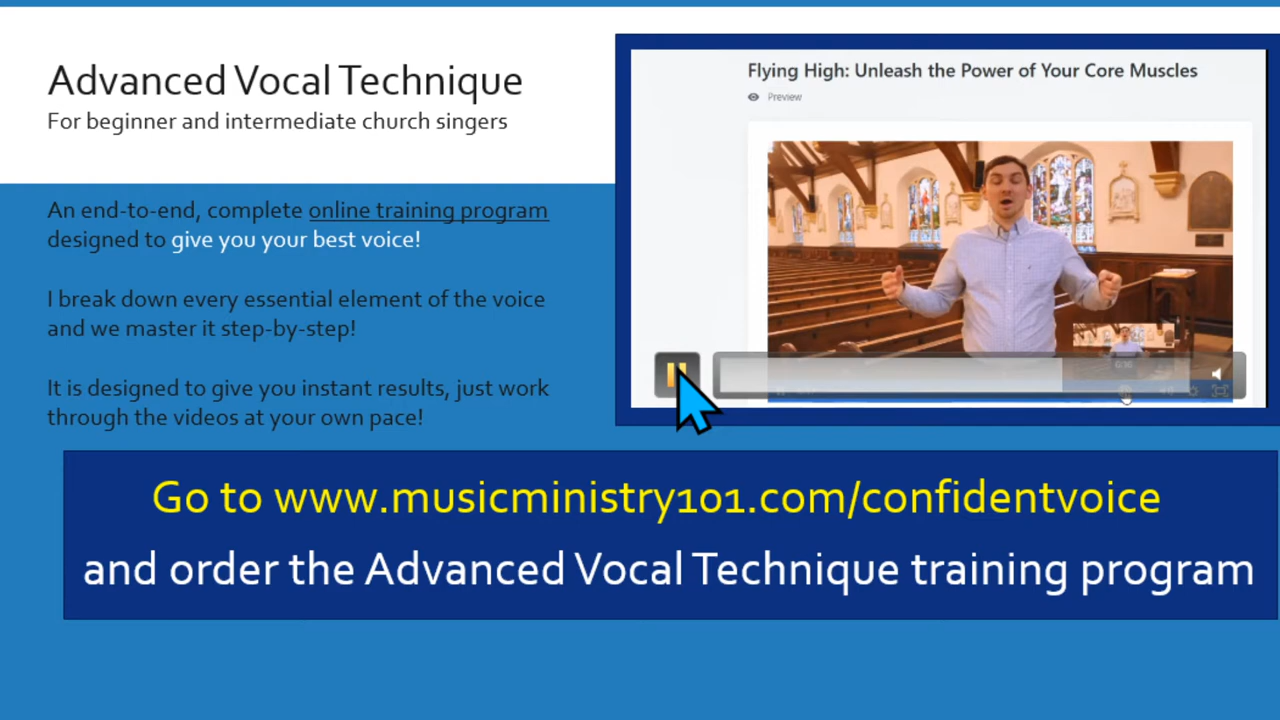 Advanced Vocal Technique
For beginner and intermediate church singers
An end-to-end, complete online training program
designed to give you your best voice!
I break down every essential element of the voice
and we master it step-by-step!
It is designed to give you instant results, just work
through the videos at your own pace!
Flying High: Unleash the Power of Your Core Muscles
Preview
Go to www.musicministry101.com/confidentvoice
and order the Advanced Vocal Technique training program